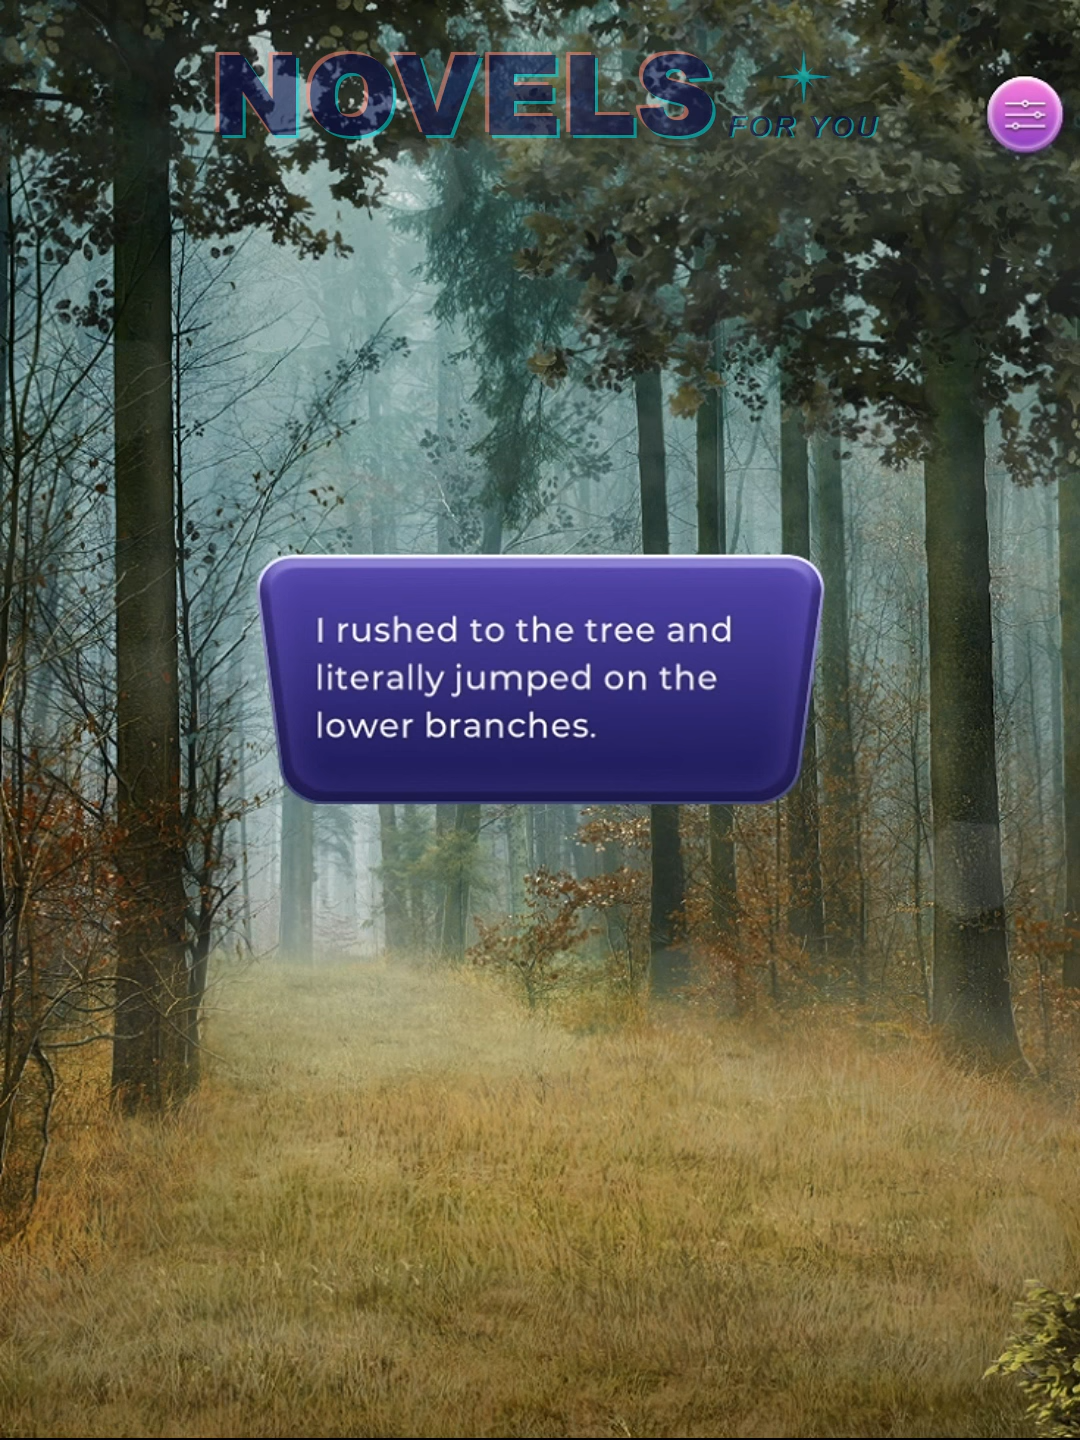 NOVELS
FOR YOU
I rushed to the tree and
literally jumped on the
lower branches.